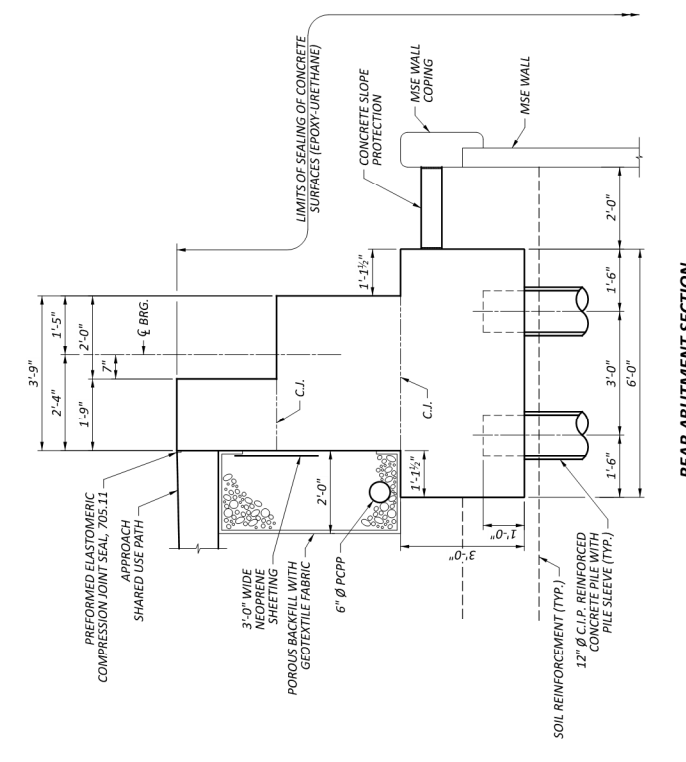 3'-9"
2'-4"
1'-5"
1'-9"
2'-0"
7"
℄ BRG.
PREFORMED ELASTOMERIC
COMPRESSION JOINT SEAL, 705.11
APPROACH
SHARED USE PATH
3'-0" WIDE
NEOPRENE
SHEETING
POROUS BACKFILL WITH
GEOTEXTILE FABRIC
6" Ø PCPP
2'-0"
C.J.
C.J.
1'-1½"
1'-1½"
3'-0"
1'-0"
LIMITS OF SEALING OF CONCRETE
SURFACES (EPOXY-URETHANE)
CONCRETE SLOPE
PROTECTION
MSE WALL
COPING
MSE WALL
SOIL REINFORCEMENT (TYP.)
12" Ø C.I.P. REINFORCED
CONCRETE PILE WITH
PILE SLEEVE (TYP.)
1'-6"
3'-0"
1'-6"
2'-0"
6'-0"
REAR ABUTMENT SECTION